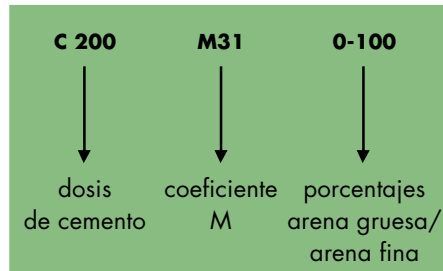 C 200 M31 0-100
dosis coeficiente porcentajes
de cemento M arena gruesa/
arena fina